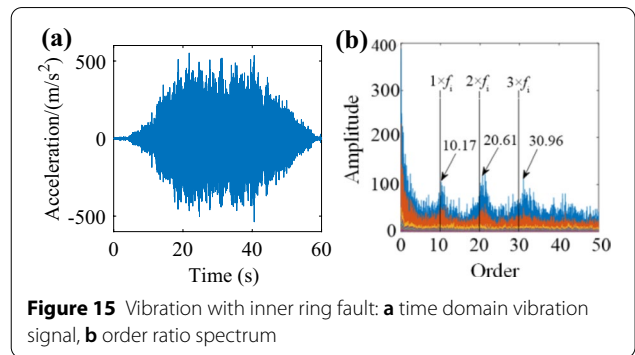 (a)
500
0
-500
Acceleration/(m/s²)
0 20 40 60
Time (s)
(b)
400
300
200
100
0
Amplitude
1×fᵢ 2×fᵢ 3×fᵢ
10.17 20.61 30.96
0 10 20 30 40 50
Order
Figure 15 Vibration with inner ring fault: a time domain vibration
signal, b order ratio spectrum